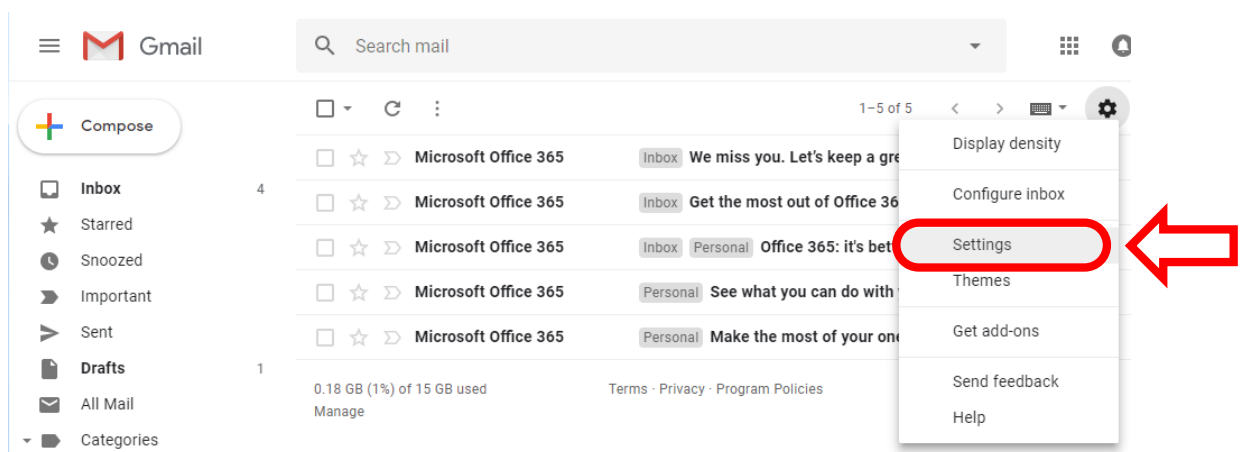 Gmail
Search mail
Compose
1–5 of 5
Inbox 4
Starred
Snoozed
Important
Sent
Drafts 1
All Mail
Categories
Microsoft Office 365 Inbox We miss you. Let's keep a gre
Microsoft Office 365 Inbox Get the most out of Office 36
Microsoft Office 365 Inbox Personal Office 365: it's bet
Microsoft Office 365 Personal See what you can do with
Microsoft Office 365 Personal Make the most of your one
0.18 GB (1%) of 15 GB used
Manage
Terms · Privacy · Program Policies
Display density
Configure inbox
Settings
Themes
Get add-ons
Send feedback
Help